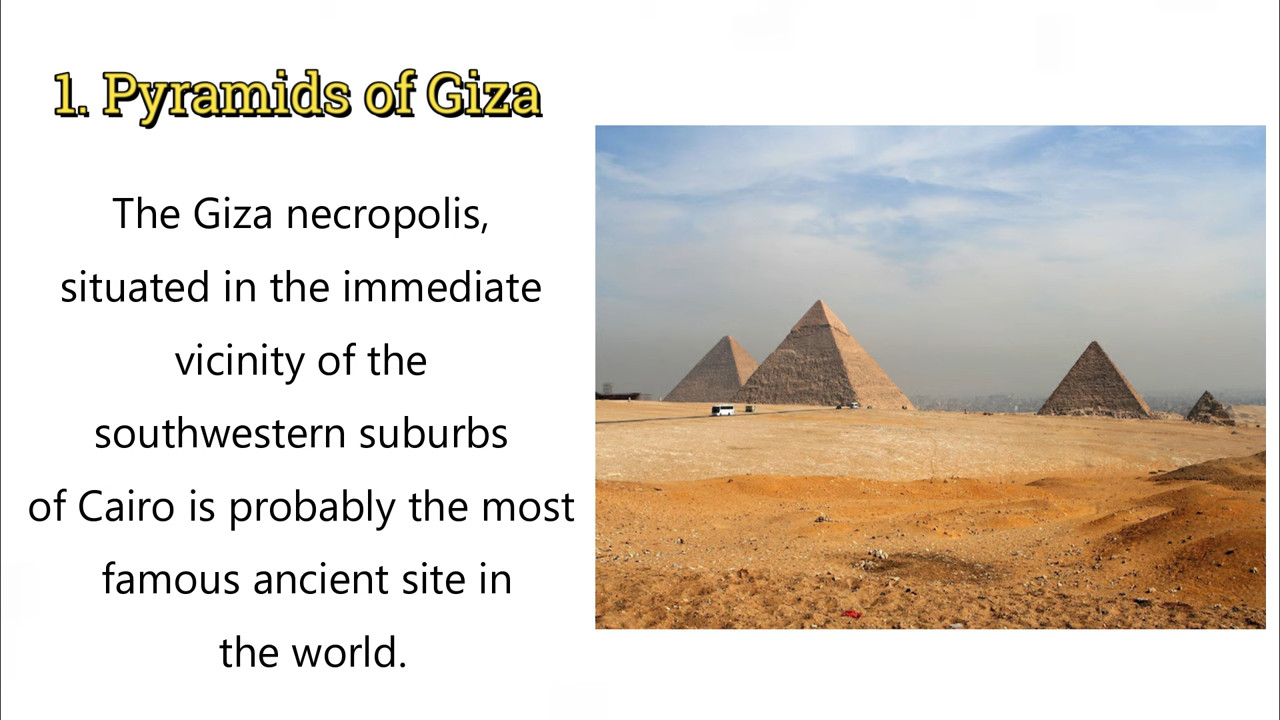 1. Pyramids of Giza
The Giza necropolis,
situated in the immediate
vicinity of the
southwestern suburbs
of Cairo is probably the most
famous ancient site in
the world.